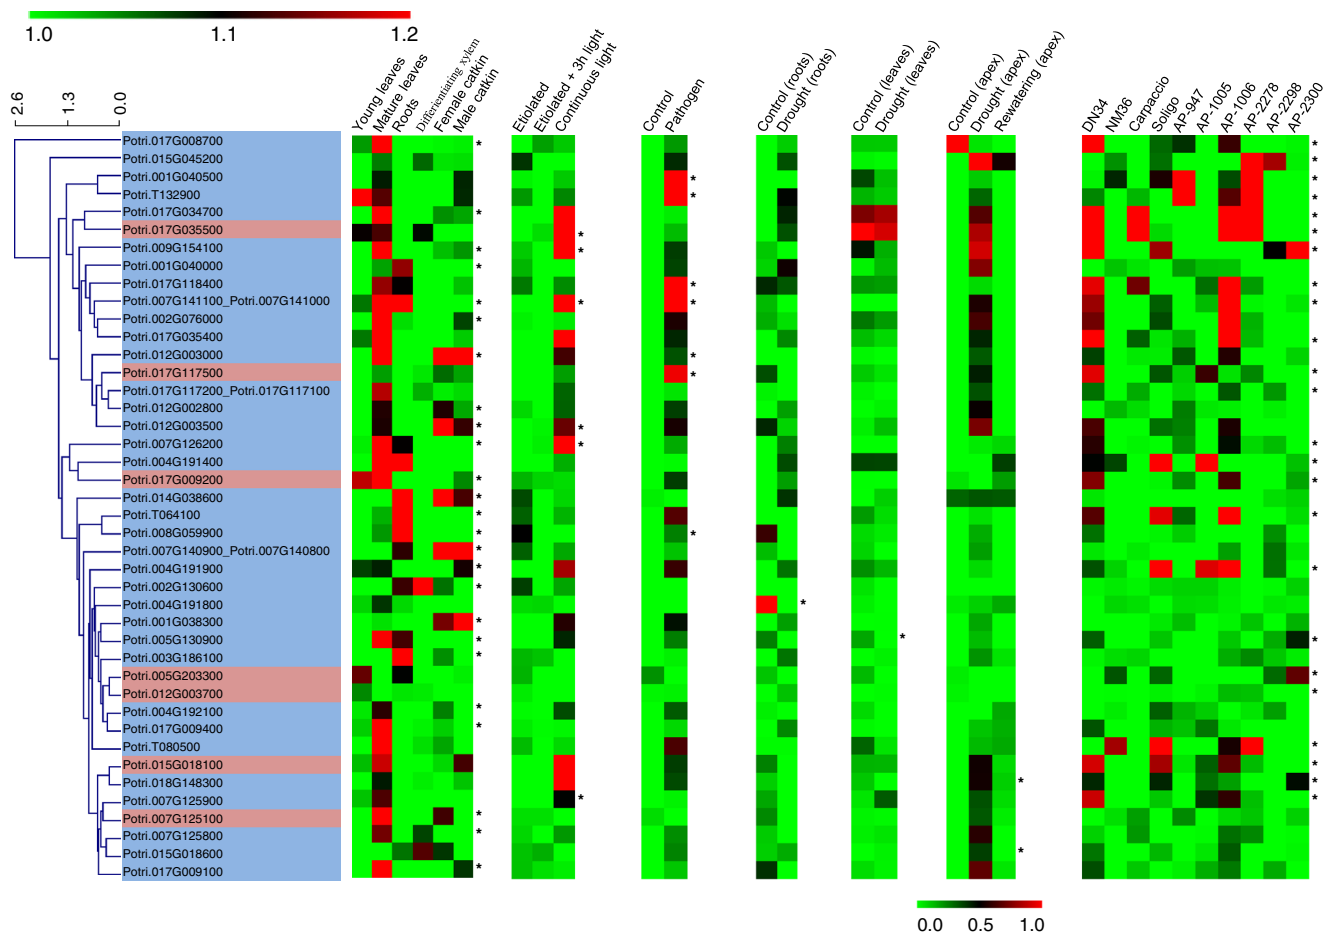 1.0 1.1 1.2
2.6 1.3 0.0
Young leaves
Mature leaves
Roots
Differientiating xylem
Female catkin
Male catkin
Etiolated
Etiolated + 3h light
Continuous light
Control
Pathogen
Control (roots)
Drought (roots)
Control (leaves)
Drought (leaves)
Control (apex)
Drought (apex)
Rewatering (apex)
DN34
NM36
Carpaccio
Soligo
AP-947
AP-1005
AP-1006
AP-2278
AP-2298
AP-2300
Potri.017G008700 * *
Potri.015G045200 *
Potri.001G040500 * *
Potri.T132900 * *
Potri.017G034700 * *
Potri.017G035500 * *
Potri.009G154100 * * *
Potri.001G040000 *
Potri.017G118400 * *
Potri.007G141100_Potri.007G141000 * * * *
Potri.002G076000 *
Potri.017G035400 *
Potri.012G003000 * *
Potri.017G117500 * *
Potri.017G117200_Potri.017G117100 *
Potri.012G002800 *
Potri.012G003500 * *
Potri.007G126200 * * *
Potri.004G191400 *
Potri.017G009200 * *
Potri.014G038600 *
Potri.T064100 * *
Potri.008G059900 * *
Potri.007G140900_Potri.007G140800 *
Potri.004G191900 * *
Potri.002G130600 *
Potri.004G191800 *
Potri.001G038300 *
Potri.005G130900 * * *
Potri.003G186100 *
Potri.005G203300 *
Potri.012G003700 *
Potri.004G192100 *
Potri.017G009400 *
Potri.T080500 *
Potri.015G018100 *
Potri.018G148300 * *
Potri.007G125900 * *
Potri.007G125100 *
Potri.007G125800 *
Potri.015G018600 *
Potri.017G009100 *
0.0 0.5 1.0